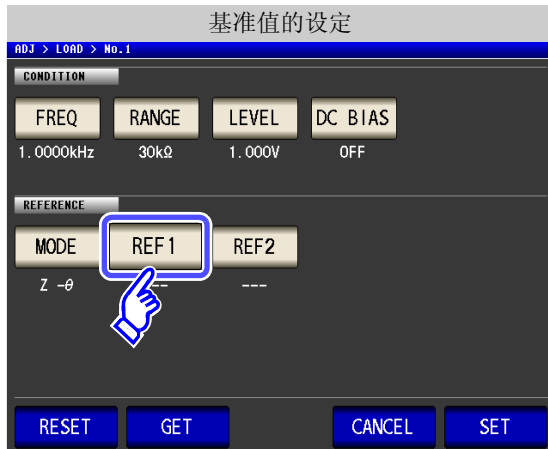 基准值的设定
ADJ > LOAD > No.1
CONDITION
FREQ RANGE LEVEL DC BIAS
1.0000kHz 30kΩ 1.000V OFF
REFERENCE
MODE REF1 REF2
Z -θ --- ---
RESET GET CANCEL SET